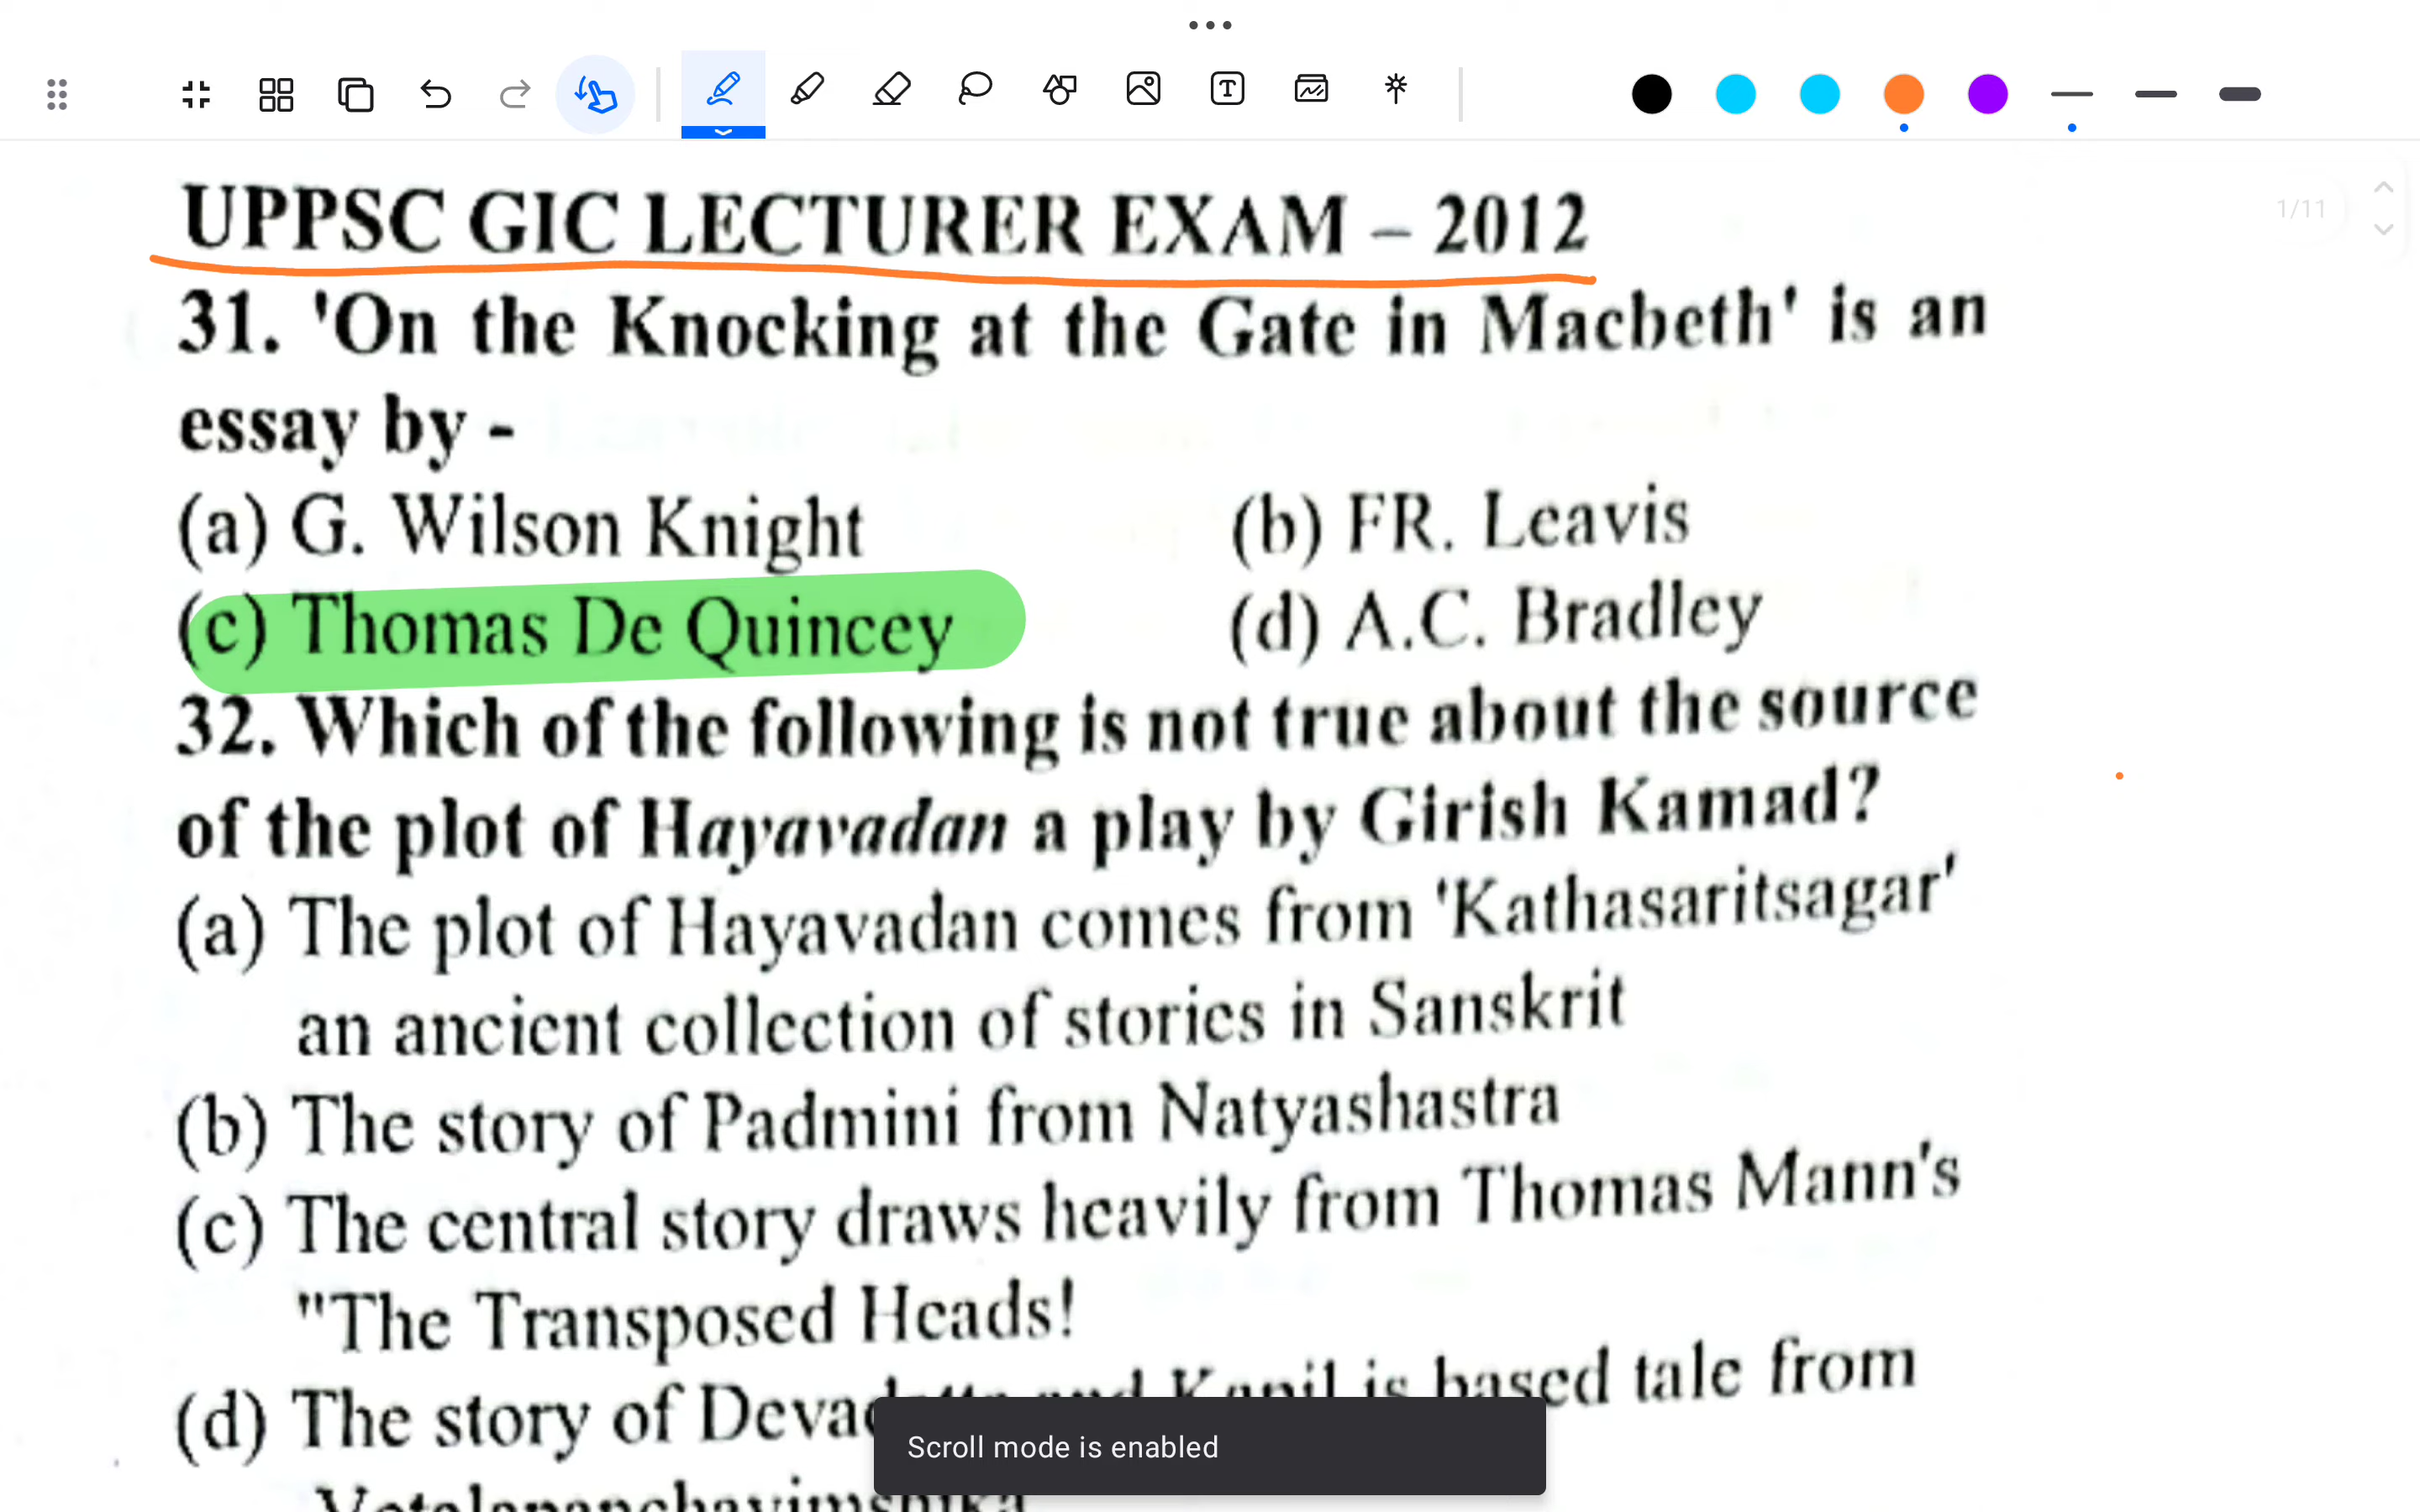 1/11
UPPSC GIC LECTURER EXAM – 2012
31. 'On the Knocking at the Gate in Macbeth' is an
essay by -
(a) G. Wilson Knight (b) FR. Leavis
(c) Thomas De Quincey (d) A.C. Bradley
32. Which of the following is not true about the source
of the plot of Hayavadan a play by Girish Kamad?
(a) The plot of Hayavadan comes from 'Kathasaritsagar'
an ancient collection of stories in Sanskrit
(b) The story of Padmini from Natyashastra
(c) The central story draws heavily from Thomas Mann's
"The Transposed Heads!
(d) The story of and Kapil is based tale from
Scroll mode is enabled